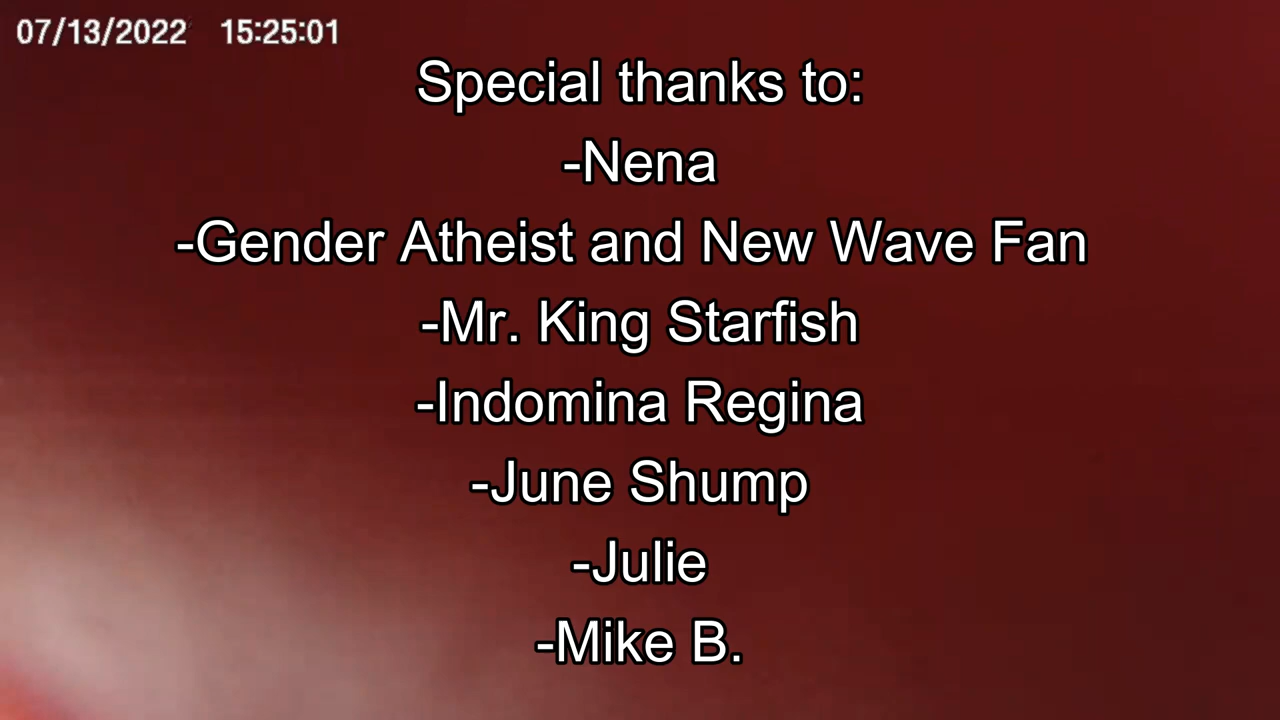 07/13/2022 15:25:01
Special thanks to:
-Nena
-Gender Atheist and New Wave Fan
-Mr. King Starfish
-Indomina Regina
-June Shump
-Julie
-Mike B.